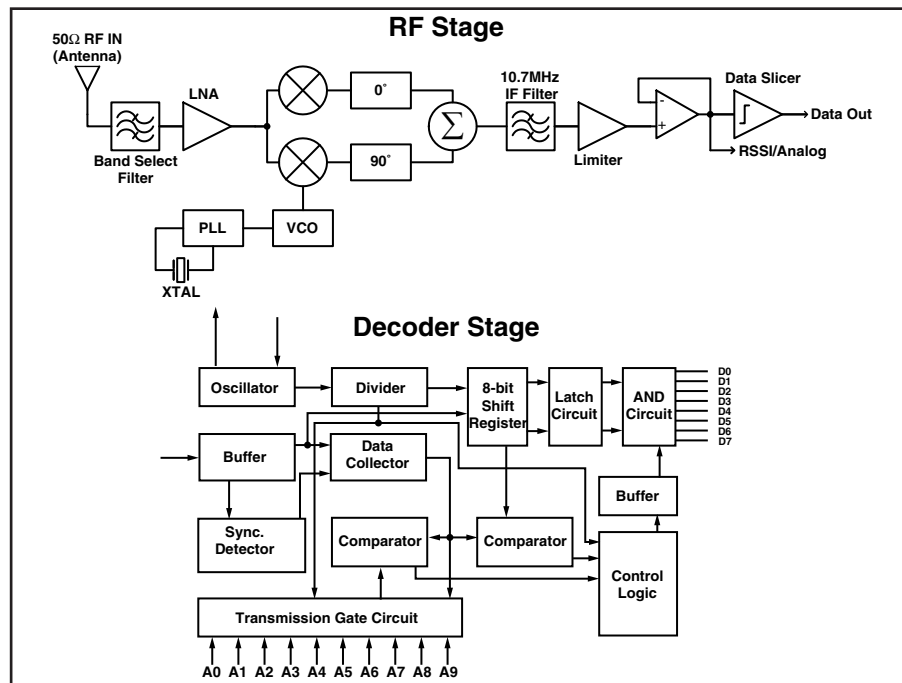 RF Stage
50Ω RF IN
(Antenna)
LNA
Band Select
Filter
0˚
90˚
Σ
PLL
VCO
XTAL
10.7MHz
IF Filter
Limiter
-
+
Data Slicer
Data Out
RSSI/Analog
Decoder Stage
Oscillator
Divider
8-bit
Shift
Register
Latch
Circuit
AND
Circuit
D0
D1
D2
D3
D4
D5
D6
D7
Buffer
Data
Collector
Buffer
Sync.
Detector
Comparator
Comparator
Control
Logic
Transmission Gate Circuit
A0 A1 A2 A3 A4 A5 A6 A7 A8 A9